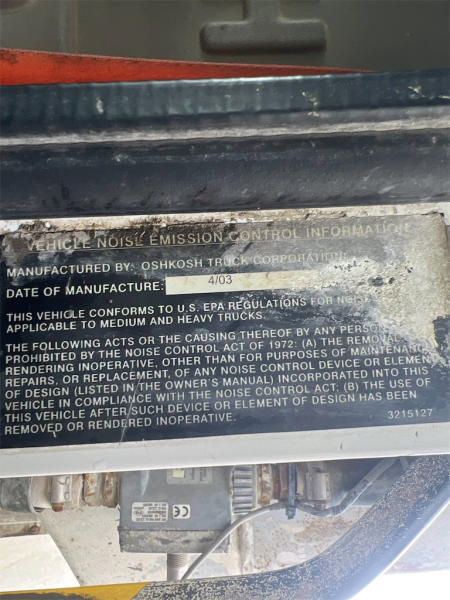 VEHICLE NOISE EMISSION CONTROL INFORMATION
MANUFACTURED BY: OSHKOSH TRUCK CORPORATION
DATE OF MANUFACTURE: 4/03
THIS VEHICLE CONFORMS TO U.S. EPA REGULATIONS FOR NOISE
APPLICABLE TO MEDIUM AND HEAVY TRUCKS.
THE FOLLOWING ACTS OR THE CAUSING THEREOF BY ANY PERSON
PROHIBITED BY THE NOISE CONTROL ACT OF 1972: (A) THE REMOVAL
RENDERING INOPERATIVE, OTHER THAN FOR PURPOSES OF MAINTENANCE,
REPAIRS, OR REPLACEMENT, OF ANY NOISE CONTROL DEVICE OR ELEMENT
OF DESIGN (LISTED IN THE OWNER'S MANUAL) INCORPORATED INTO THIS
VEHICLE IN COMPLIANCE WITH THE NOISE CONTROL ACT; (B) THE USE OF
THIS VEHICLE AFTER SUCH DEVICE OR ELEMENT OF DESIGN HAS BEEN
REMOVED OR RENDERED INOPERATIVE.
3215127
CE